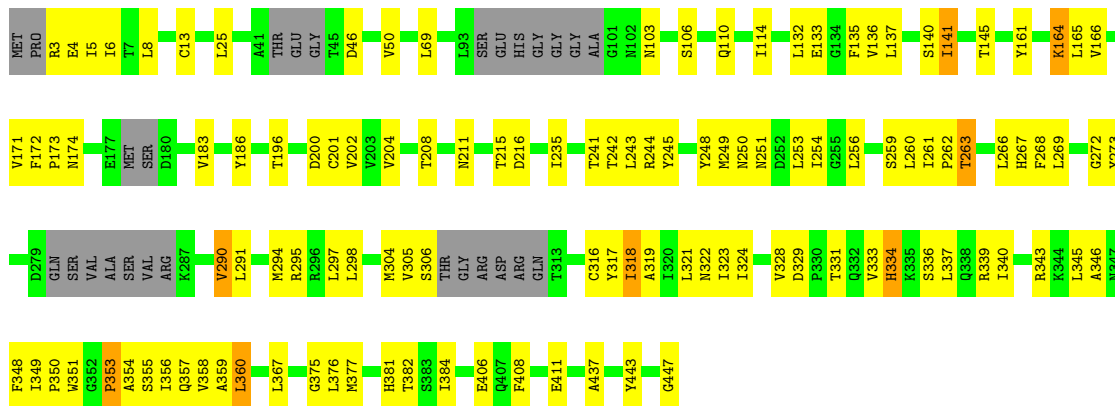 MET PRO R3 E4 I5 I6 T7 L8 C13 L25 A41 THR GLU GLY T45 D46 V50 L69 L93 SER GLU HIS GLY GLY GLY ALA G101 N102 N103 S106 Q110 I114 L132 E133 G134 F135 V136 L137 S140 I141 T145 Y161 K164 L165 V166
V171 F172 P173 N174 E177 MET SER D180 V183 Y186 T196 D200 C201 V202 V203 V204 T208 N211 T215 D216 I235 T241 T242 L243 R244 Y245 Y248 M249 N250 N251 D252 L253 I254 G255 L256 S259 L260 I261 P262 T263 L266 H267 F268 L269 G272
D279 GLN SER VAL ALA SER VAL ARG K287 V290 L291 M294 R295 R296 L297 L298 M304 V305 S306 THR GLY ARG ASP ARG GLN T313 C316 Y317 I318 A319 I320 L321 N322 I323 I324 V328 D329 P330 T331 Q332 V333 H334 K335 S336 L337 Q338 R339 I340 R343 K344 L345 A346 N347
F348 I349 P350 W351 G352 P353 A354 S355 I356 Q357 V358 A359 L360 L367 G375 L376 M377 H381 T382 S383 I384 E406 Q407 F408 E411 A437 Y443 G447